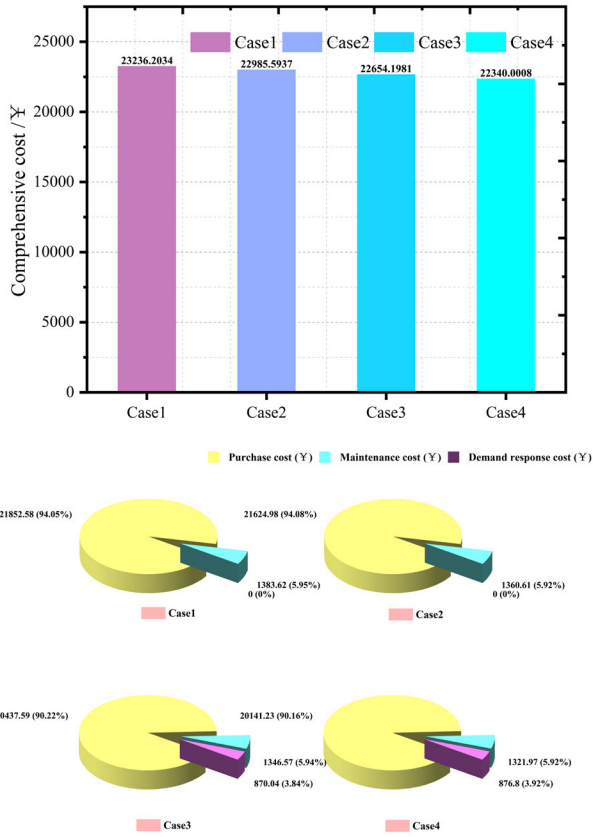 Case1 Case2 Case3 Case4
25000
20000
15000
10000
5000
0
Comprehensive cost /¥
23236.2034
22985.5937
22654.1981
22340.0008
Case1 Case2 Case3 Case4
Purchase cost (¥) Maintenance cost (¥) Demand response cost (¥)
21852.58 (94.05%)
1383.62 (5.95%)
0 (0%)
Case1
21624.98 (94.08%)
1360.61 (5.92%)
0 (0%)
Case2
0437.59 (90.22%)
1346.57 (5.94%)
870.04 (3.84%)
Case3
20141.23 (90.16%)
1321.97 (5.92%)
876.8 (3.92%)
Case4